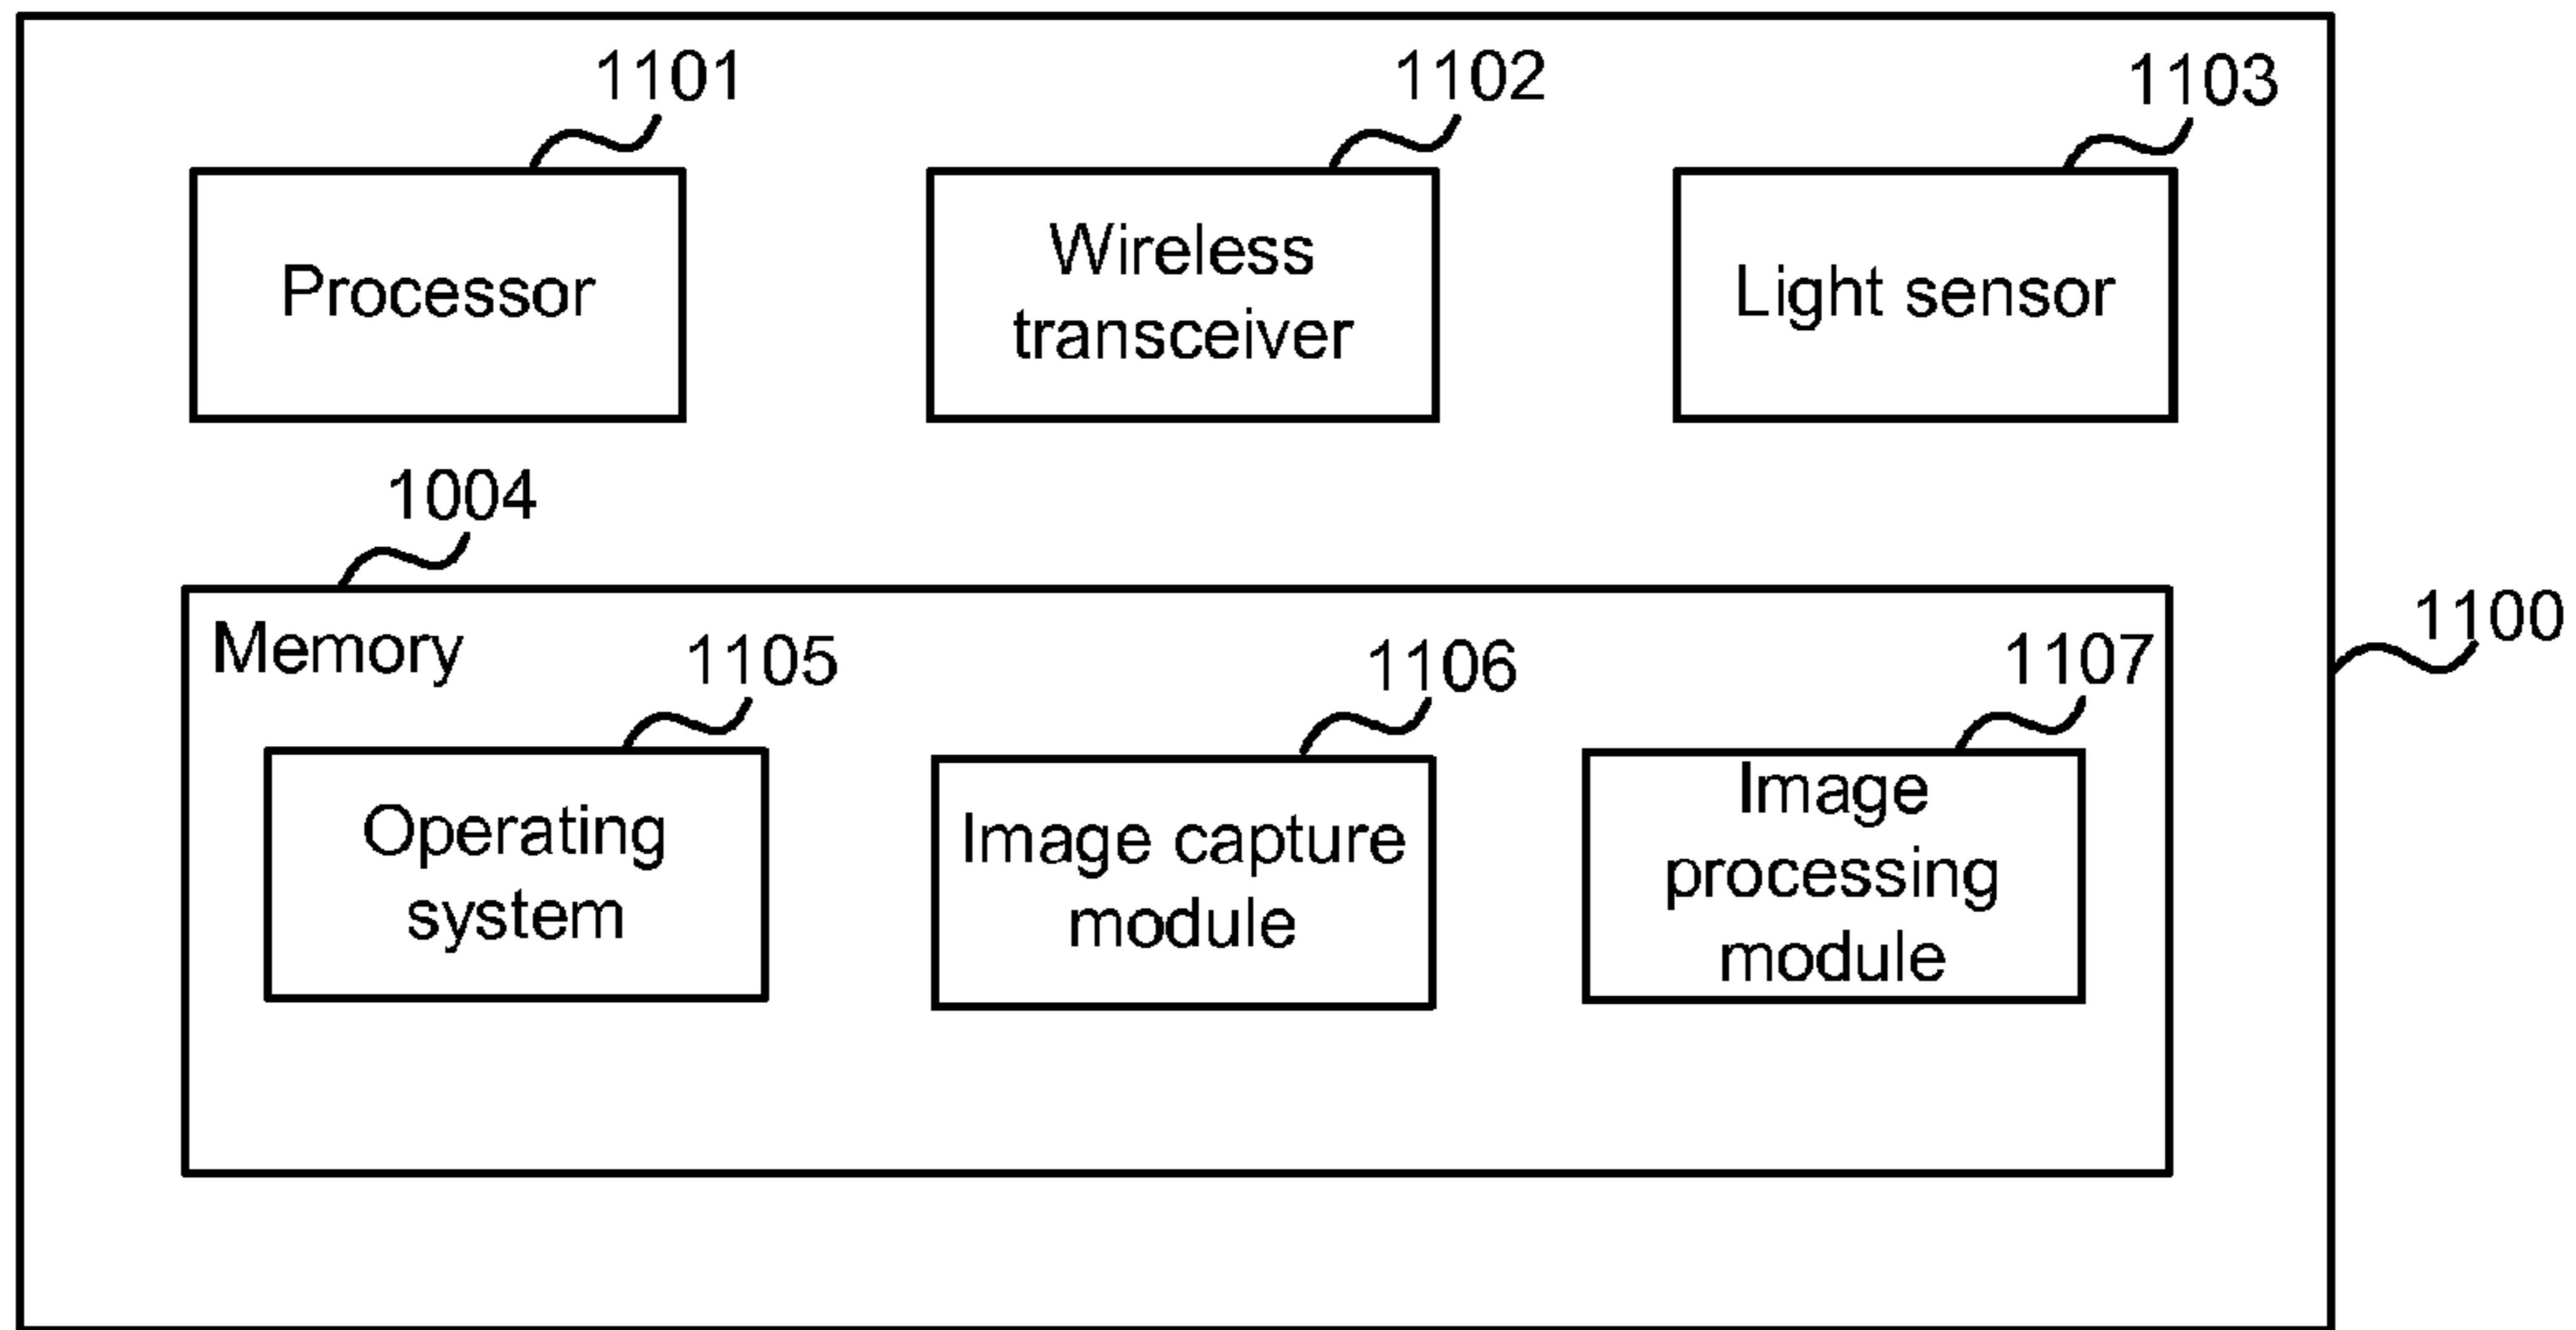 1101
1102
1103
Processor
Wireless
transceiver
Light sensor
1004
1100
Memory
1105
1106
1107
Operating
system
Image capture
module
Image
processing
module